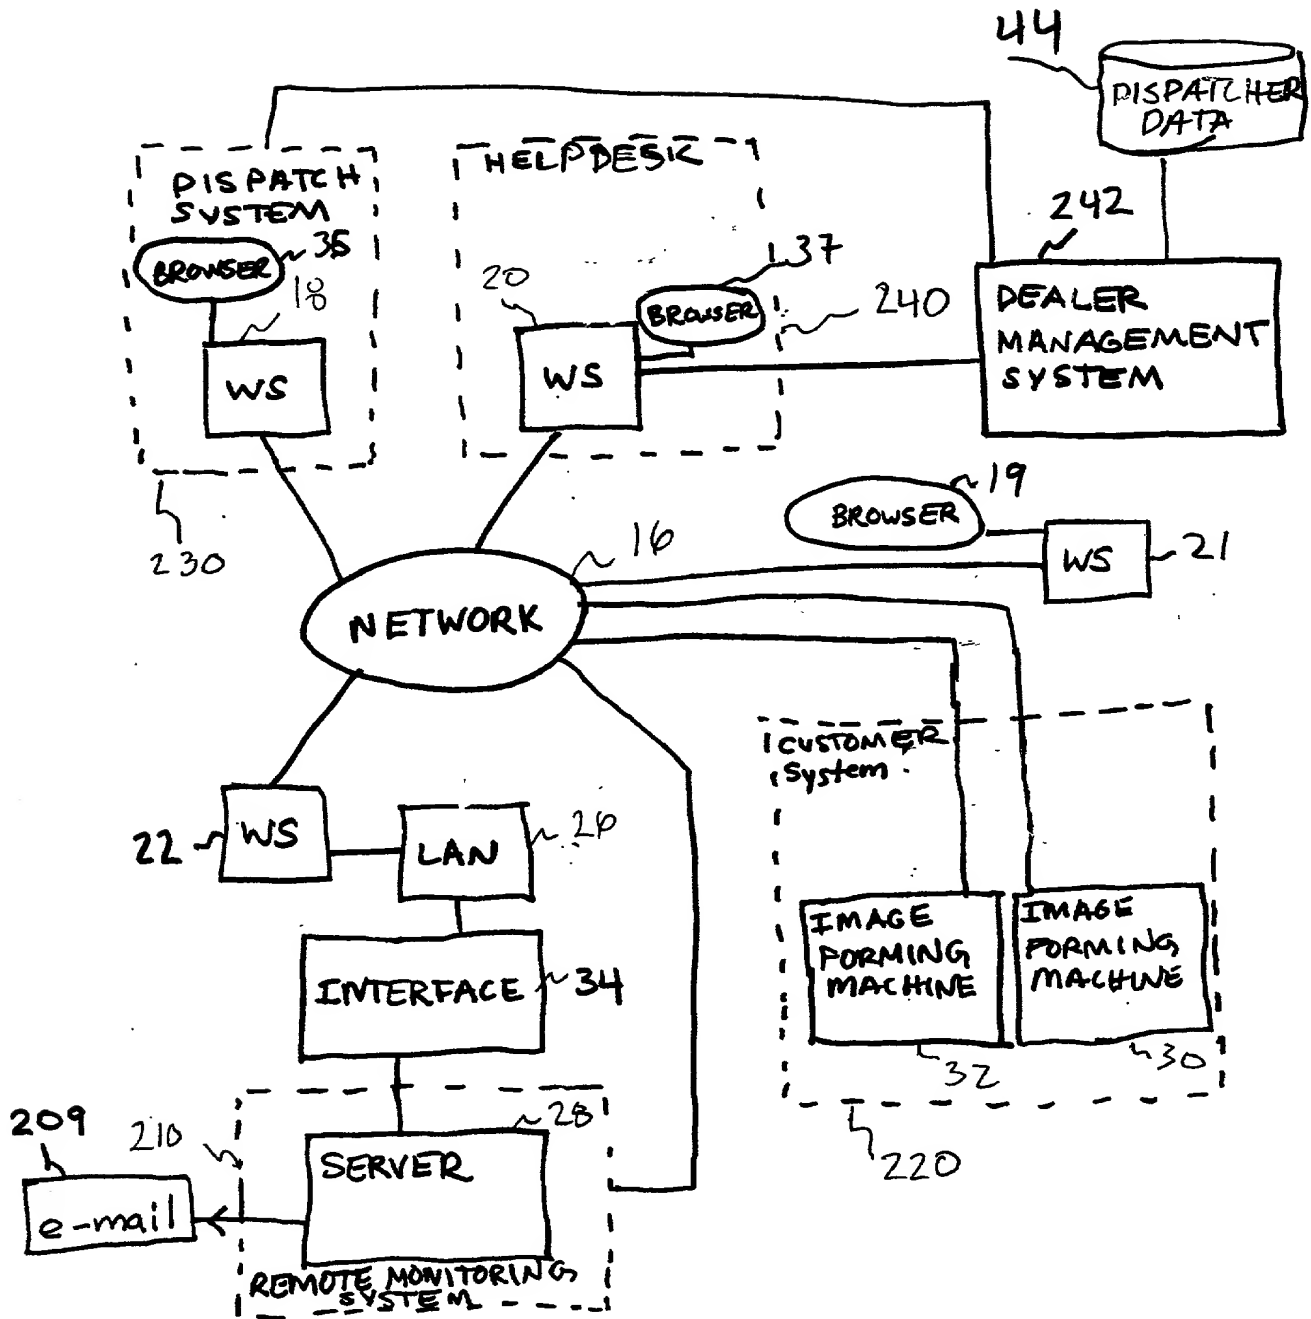 44
DISPATCHER
DATA
HELPDESK
DISPATCH
SYSTEM
242
35
BROWSER
37
18
20
BROWSER
240
DEALER
MANAGEMENT
SYSTEM
WS
WS
19
BROWSER
16
230
WS
21
NETWORK
CUSTOMER
System
22
WS
26
LAN
IMAGE
FORMING
MACHINE
IMAGE
FORMING
MACHINE
INTERFACE
34
32
30
209
210
28
220
SERVER
e-mail
REMOTE MONITORING
SYSTEM